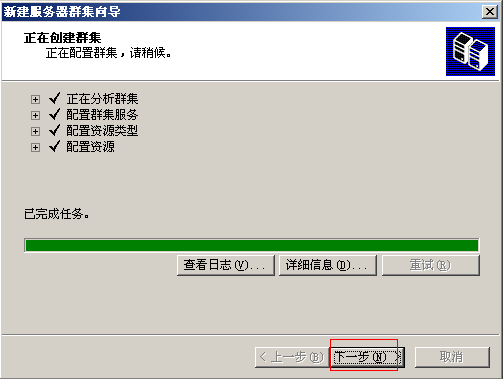 新建服务器群集向导
正在创建群集
正在配置群集，请稍候。
正在分析群集
配置群集服务
配置资源类型
配置资源
已完成任务。
查看日志(V)... 详细信息(D)... 重试(R)
< 上一步(B) 下一步(N) > 取消